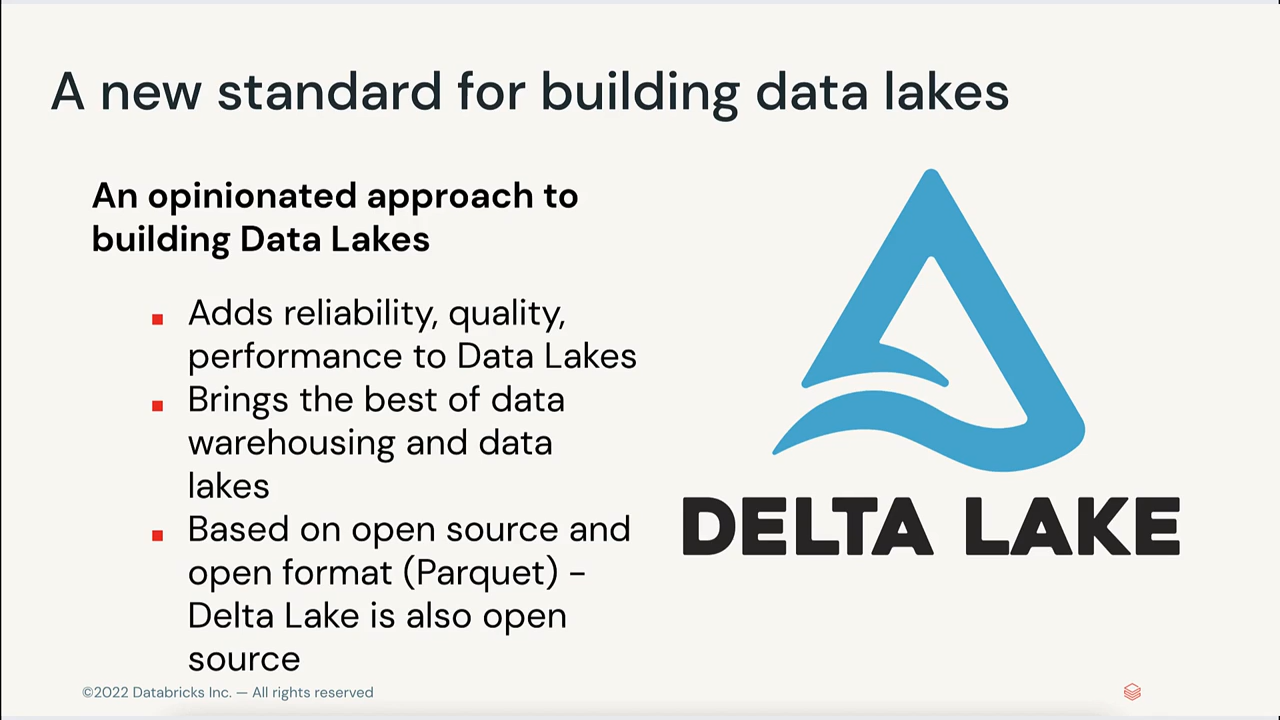 A new standard for building data lakes
An opinionated approach to
building Data Lakes
Adds reliability, quality,
performance to Data Lakes
Brings the best of data
warehousing and data
lakes
Based on open source and
open format (Parquet) -
Delta Lake is also open
source
DELTA LAKE
©2022 Databricks Inc. — All rights reserved